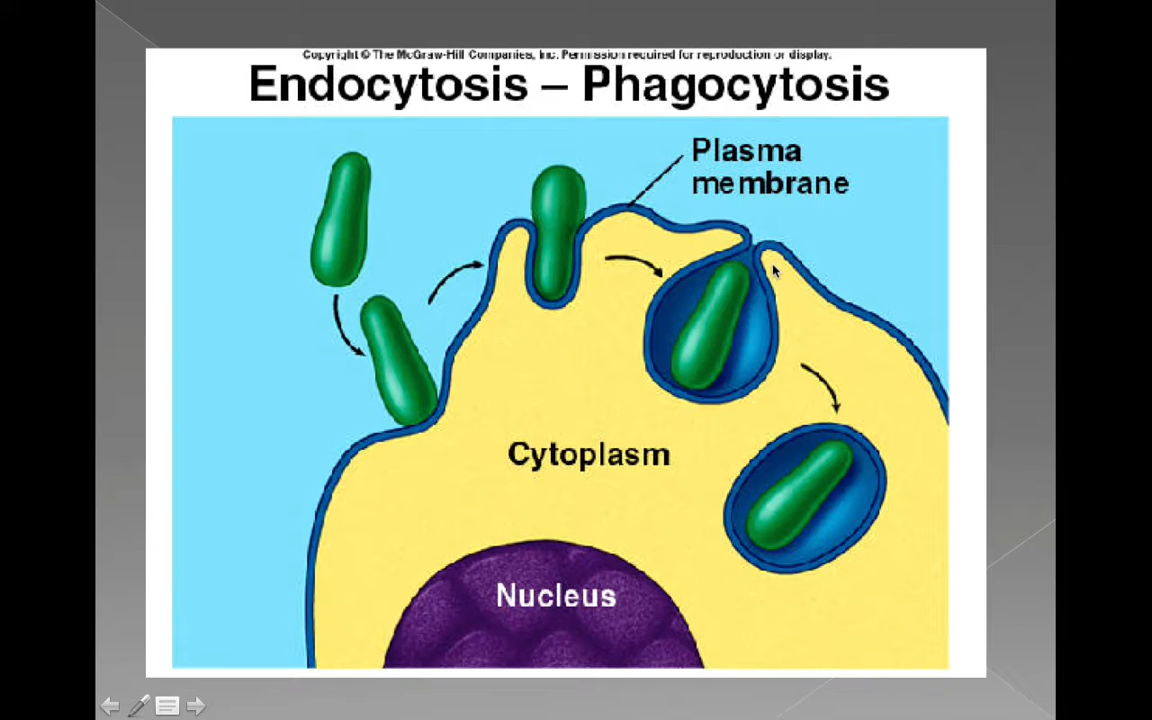 Copyright © The McGraw-Hill Companies, Inc. Permission required for reproduction or display.
Endocytosis – Phagocytosis
Plasma
membrane
Cytoplasm
Nucleus